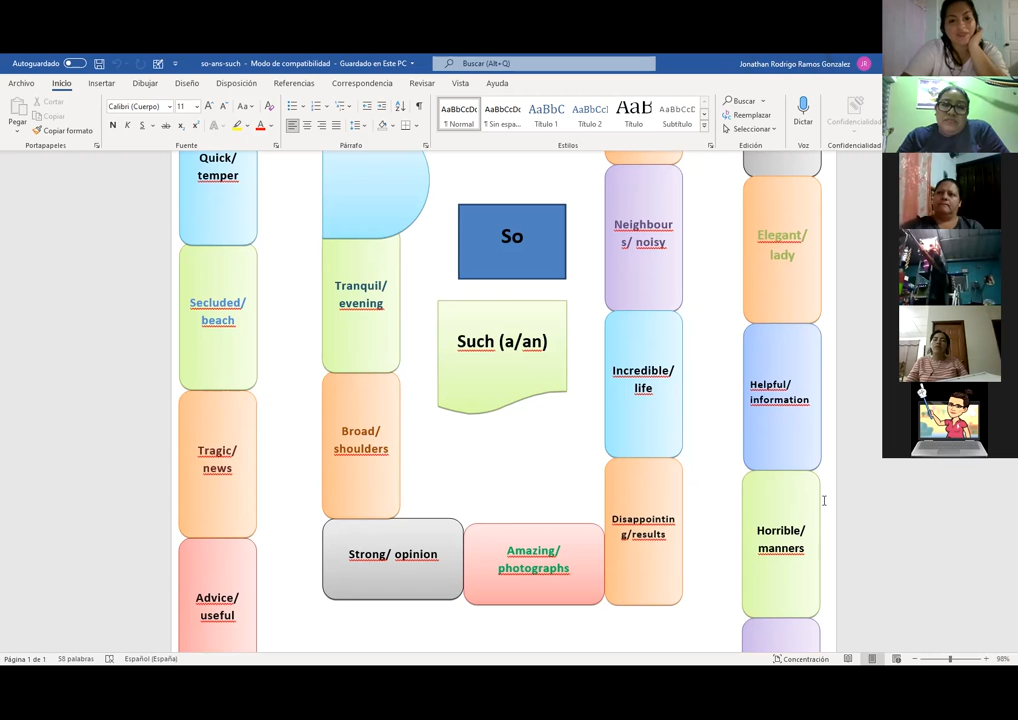 Autoguardado
so-ans-such - Modo de compatibilidad - Guardado en Este PC
Buscar (Alt+Q)
Jonathan Rodrigo Ramos Gonzalez
JR
Archivo Inicio Insertar Dibujar Diseño Disposición Referencias Correspondencia Revisar Vista Ayuda
Pegar
Cortar
Copiar
Copiar formato
Portapapeles
Calibri (Cuerpo) 11
N K S ab x₂ x²
Fuente
Párrafo
AaBbCcDc AaBbCcDc AaBbC AaBbCcl AaB AaBbCcD
¶ Normal ¶ Sin espa... Título 1 Título 2 Título Subtítulo
Estilos
Buscar
Reemplazar
Seleccionar
Edición
Dictar
Voz
Confidencialidad
Confidencialidad
Quick/
temper
Secluded/
beach
Tragic/
news
Advice/
useful
Tranquil/
evening
Broad/
shoulders
Strong/ opinion
Amazing/
photographs
So
Such (a/an)
Neighbour
s/ noisy
Incredible/
life
Disappointin
g/results
Elegant/
lady
Helpful/
information
Horrible/
manners
Página 1 de 1 58 palabras Español (España)
Concentración
98%